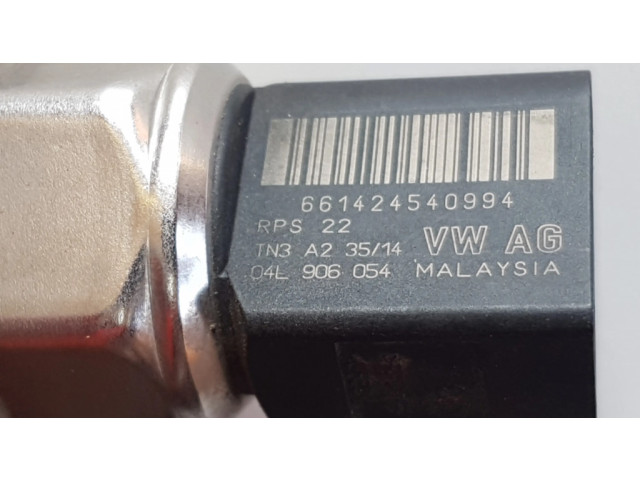 661424540994
RPS 22
TN3 A2 35/14 VW AG
04L 906 054 MALAYSIA